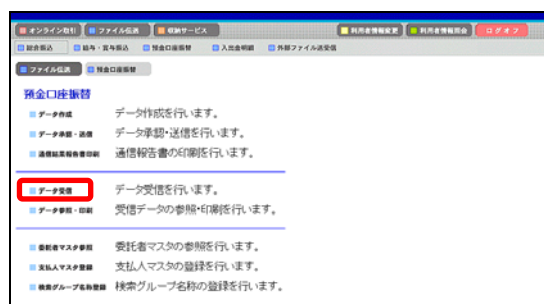 オンライン取引 ファイル伝送 収納サービス 利用者情報変更 利用者情報照会 ログオフ
総合振込 給与・賞与振込 預金口座振替 入出金明細 外部ファイル送受信
ファイル伝送 預金口座振替
預金口座振替
データ作成 データ作成を行います。
データ承認・送信 データ承認・送信を行います。
通信結果報告書印刷 通信報告書の印刷を行います。
データ受信 データ受信を行います。
データ参照・印刷 受信データの参照・印刷を行います。
委託者マスタ参照 委託者マスタの参照を行います。
支払人マスタ登録 支払人マスタの登録を行います。
検索グループ名称登録 検索グループ名称の登録を行います。